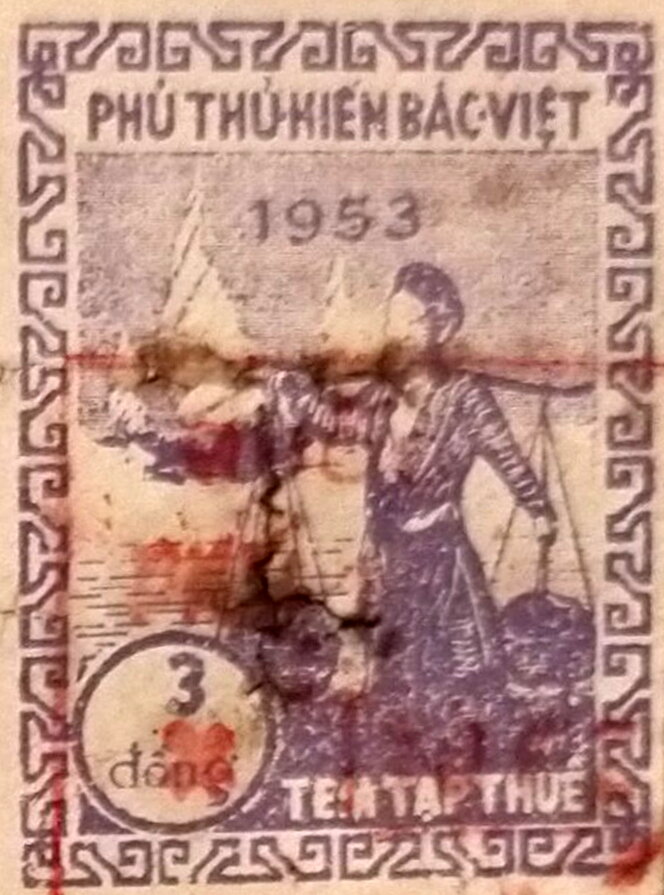 PHỦ THỦ-HIẾN BẮC-VIỆT
1953
3
đồng
TEM TẠP THUẾ